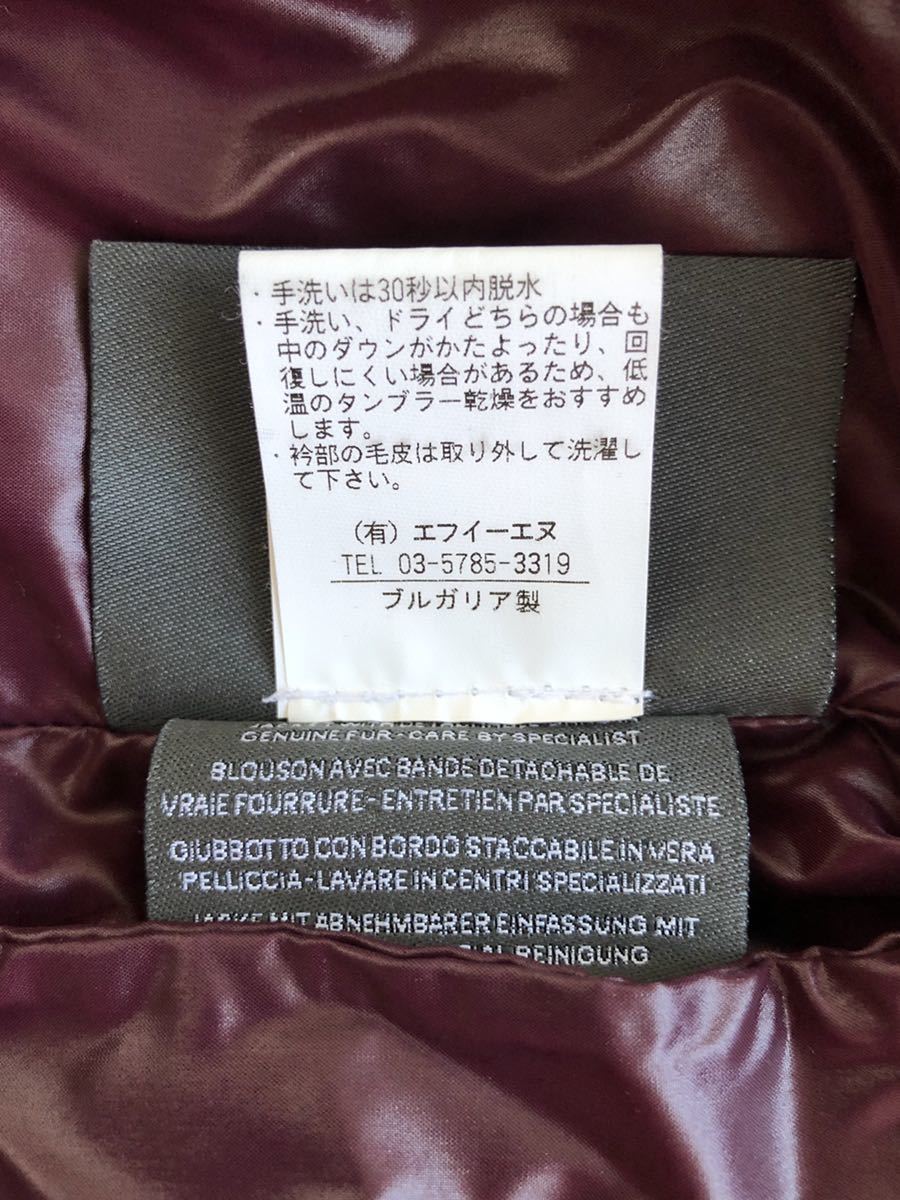 ・手洗いは30秒以内脱水
・手洗い、ドライどちらの場合も
中のダウンがかたよったり、回
復しにくい場合があるため、低
温のタンブラー乾燥をおすすめ
します。
・衿部の毛皮は取り外して洗濯し
て下さい。
(有) エフイーエヌ
TEL 03-5785-3319
ブルガリア製
GENUINE FUR-CARE BY SPECIALIST
BLOUSON AVEC BANDE DETACHABLE DE
VRAIE FOURRURE-ENTRETIEN PAR SPECIALISTE
GIUBBOTTO CON BORDO STACCABILE IN VERA
PELLICCIA-LAVARE IN CENTRI SPECIALIZZATI
JACKE MIT ABNEHMBARER EINFASSUNG MIT
REINIGUNG